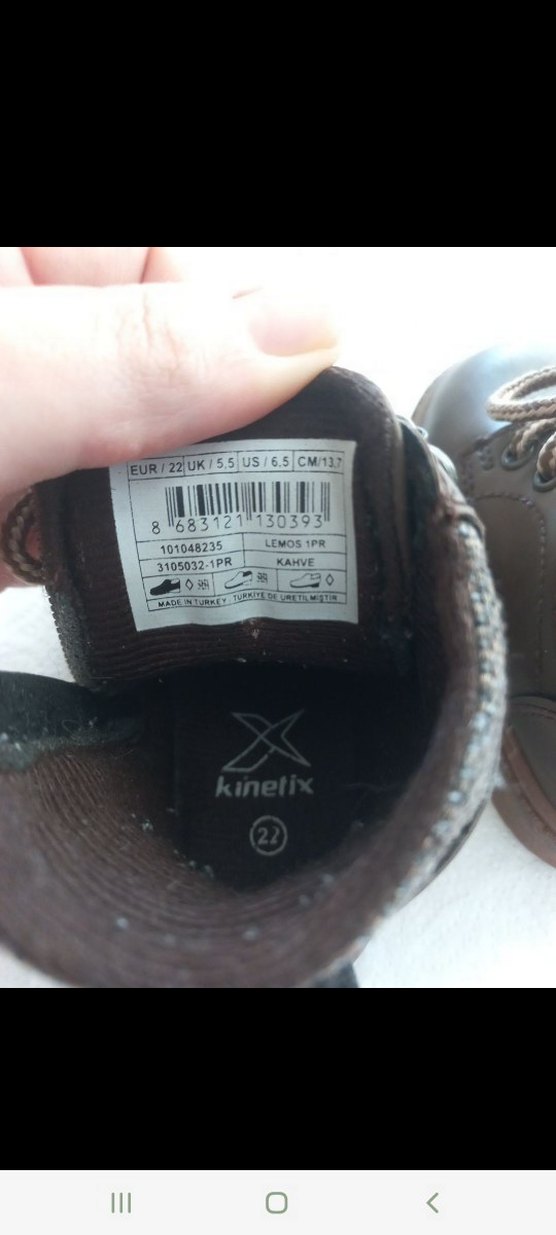 EUR / 22 UK / 5,5 US / 6.5 CM/13,7
8 683121 130393
101048235 LEMOS 1PR
3105032-1PR KAHVE
MADE IN TURKEY - TÜRKİYE'DE ÜRETİLMİŞTİR
kinetix
22